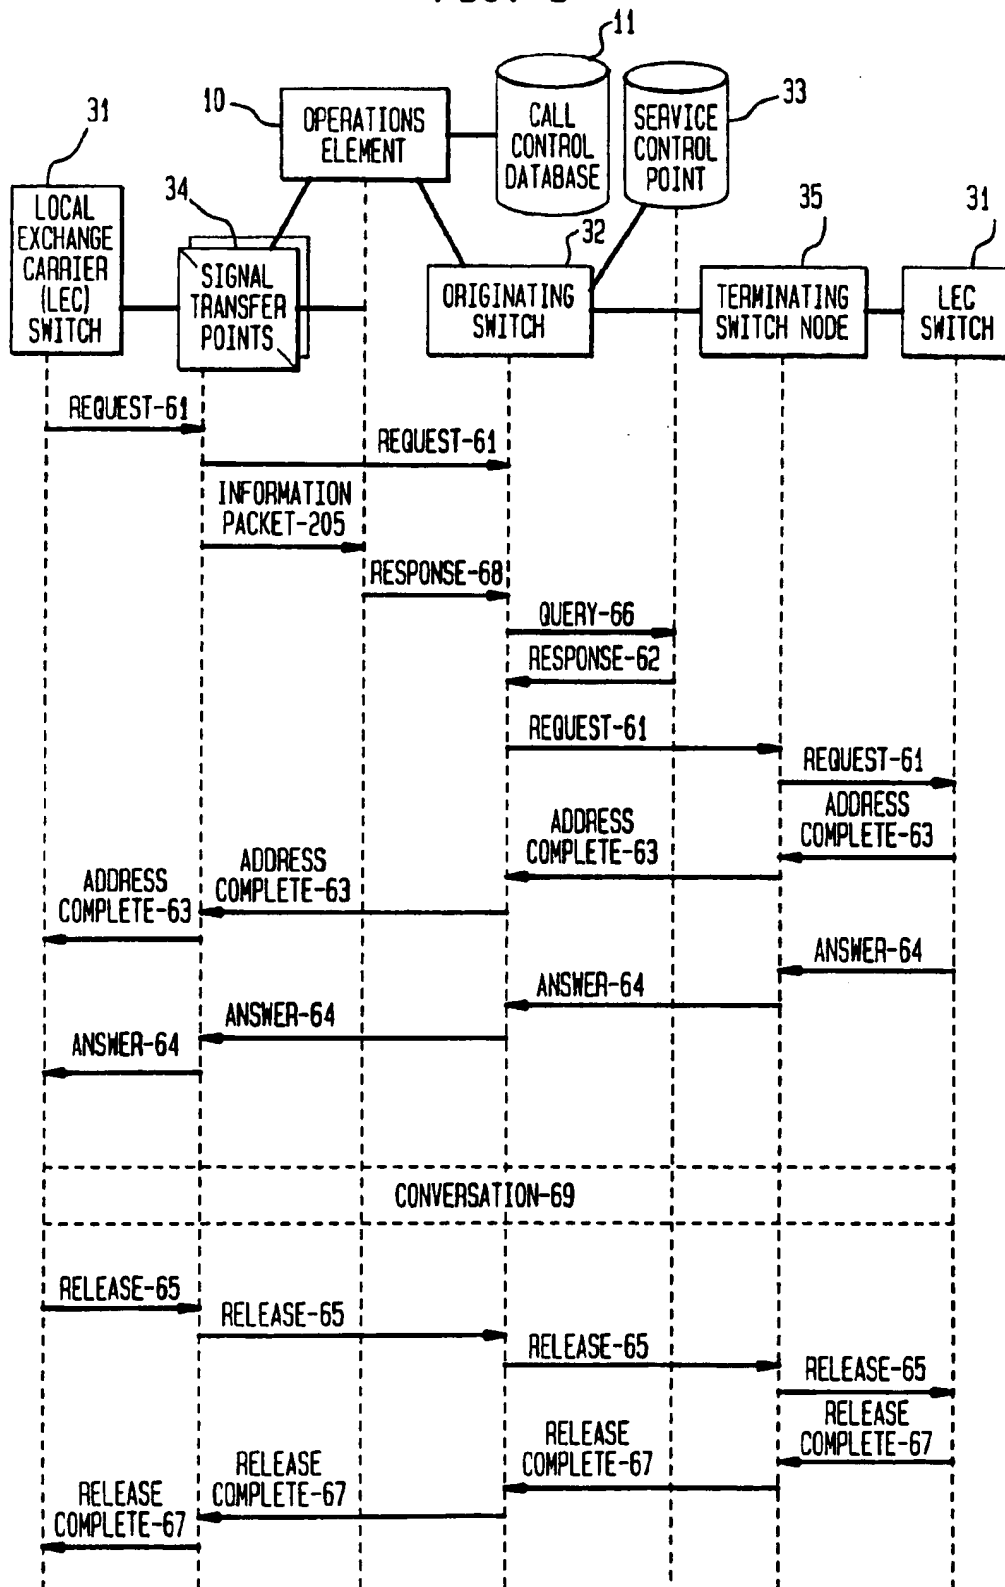 11
10
OPERATIONS
ELEMENT
CALL
CONTROL
DATABASE
SERVICE
CONTROL
POINT
33
31
LOCAL
EXCHANGE
CARRIER
(LEC)
SWITCH
34
SIGNAL
TRANSFER
POINTS
32
ORIGINATING
SWITCH
35
TERMINATING
SWITCH NODE
31
LEC
SWITCH
REQUEST-61
REQUEST-61
INFORMATION
PACKET-205
RESPONSE-68
QUERY-66
RESPONSE-62
REQUEST-61
REQUEST-61
ADDRESS
COMPLETE-63
ADDRESS
COMPLETE-63
ADDRESS
COMPLETE-63
ADDRESS
COMPLETE-63
ANSWER-64
ANSWER-64
ANSWER-64
ANSWER-64
CONVERSATION-69
RELEASE-65
RELEASE-65
RELEASE-65
RELEASE-65
RELEASE
COMPLETE-67
RELEASE
COMPLETE-67
RELEASE
COMPLETE-67
RELEASE
COMPLETE-67